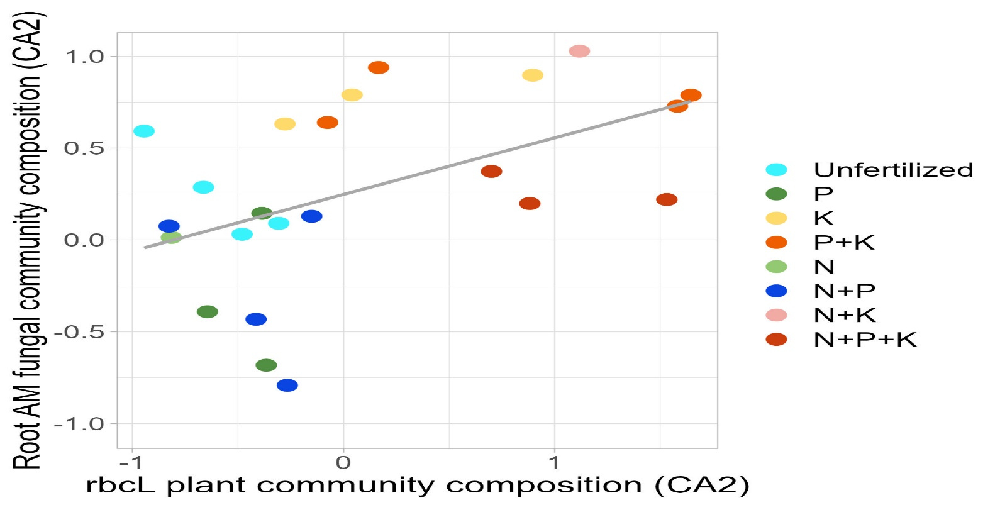 Root AM fungal community composition (CA2)
1.0
0.5
0.0
-0.5
-1.0
-1 0 1
rbcL plant community composition (CA2)
Unfertilized
P
K
P+K
N
N+P
N+K
N+P+K